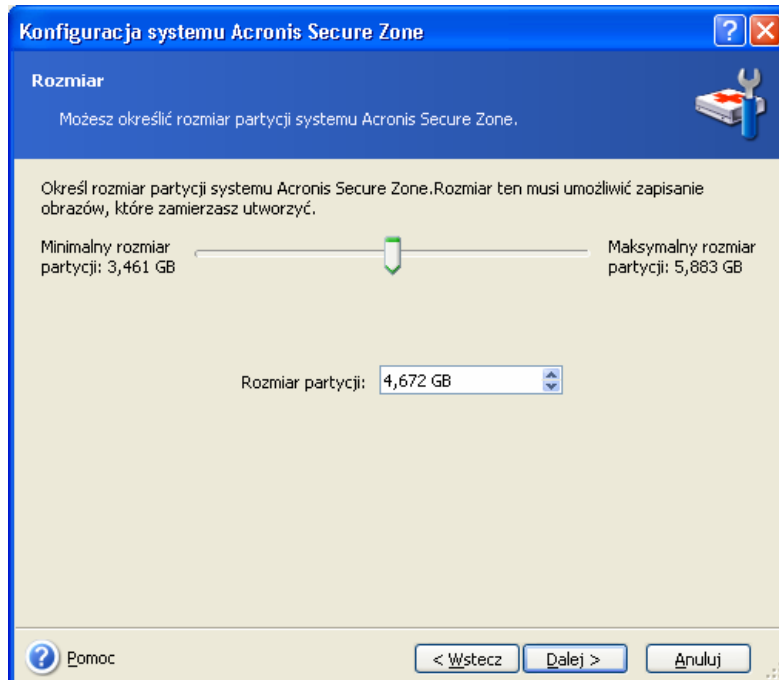 Konfiguracja systemu Acronis Secure Zone
Rozmiar
Możesz określić rozmiar partycji systemu Acronis Secure Zone.
Określ rozmiar partycji systemu Acronis Secure Zone.Rozmiar ten musi umożliwić zapisanie
obrazów, które zamierzasz utworzyć.
Minimalny rozmiar
partycji: 3,461 GB
Maksymalny rozmiar
partycji: 5,883 GB
Rozmiar partycji: 4,672 GB
Pomoc
< Wstecz
Dalej >
Anuluj